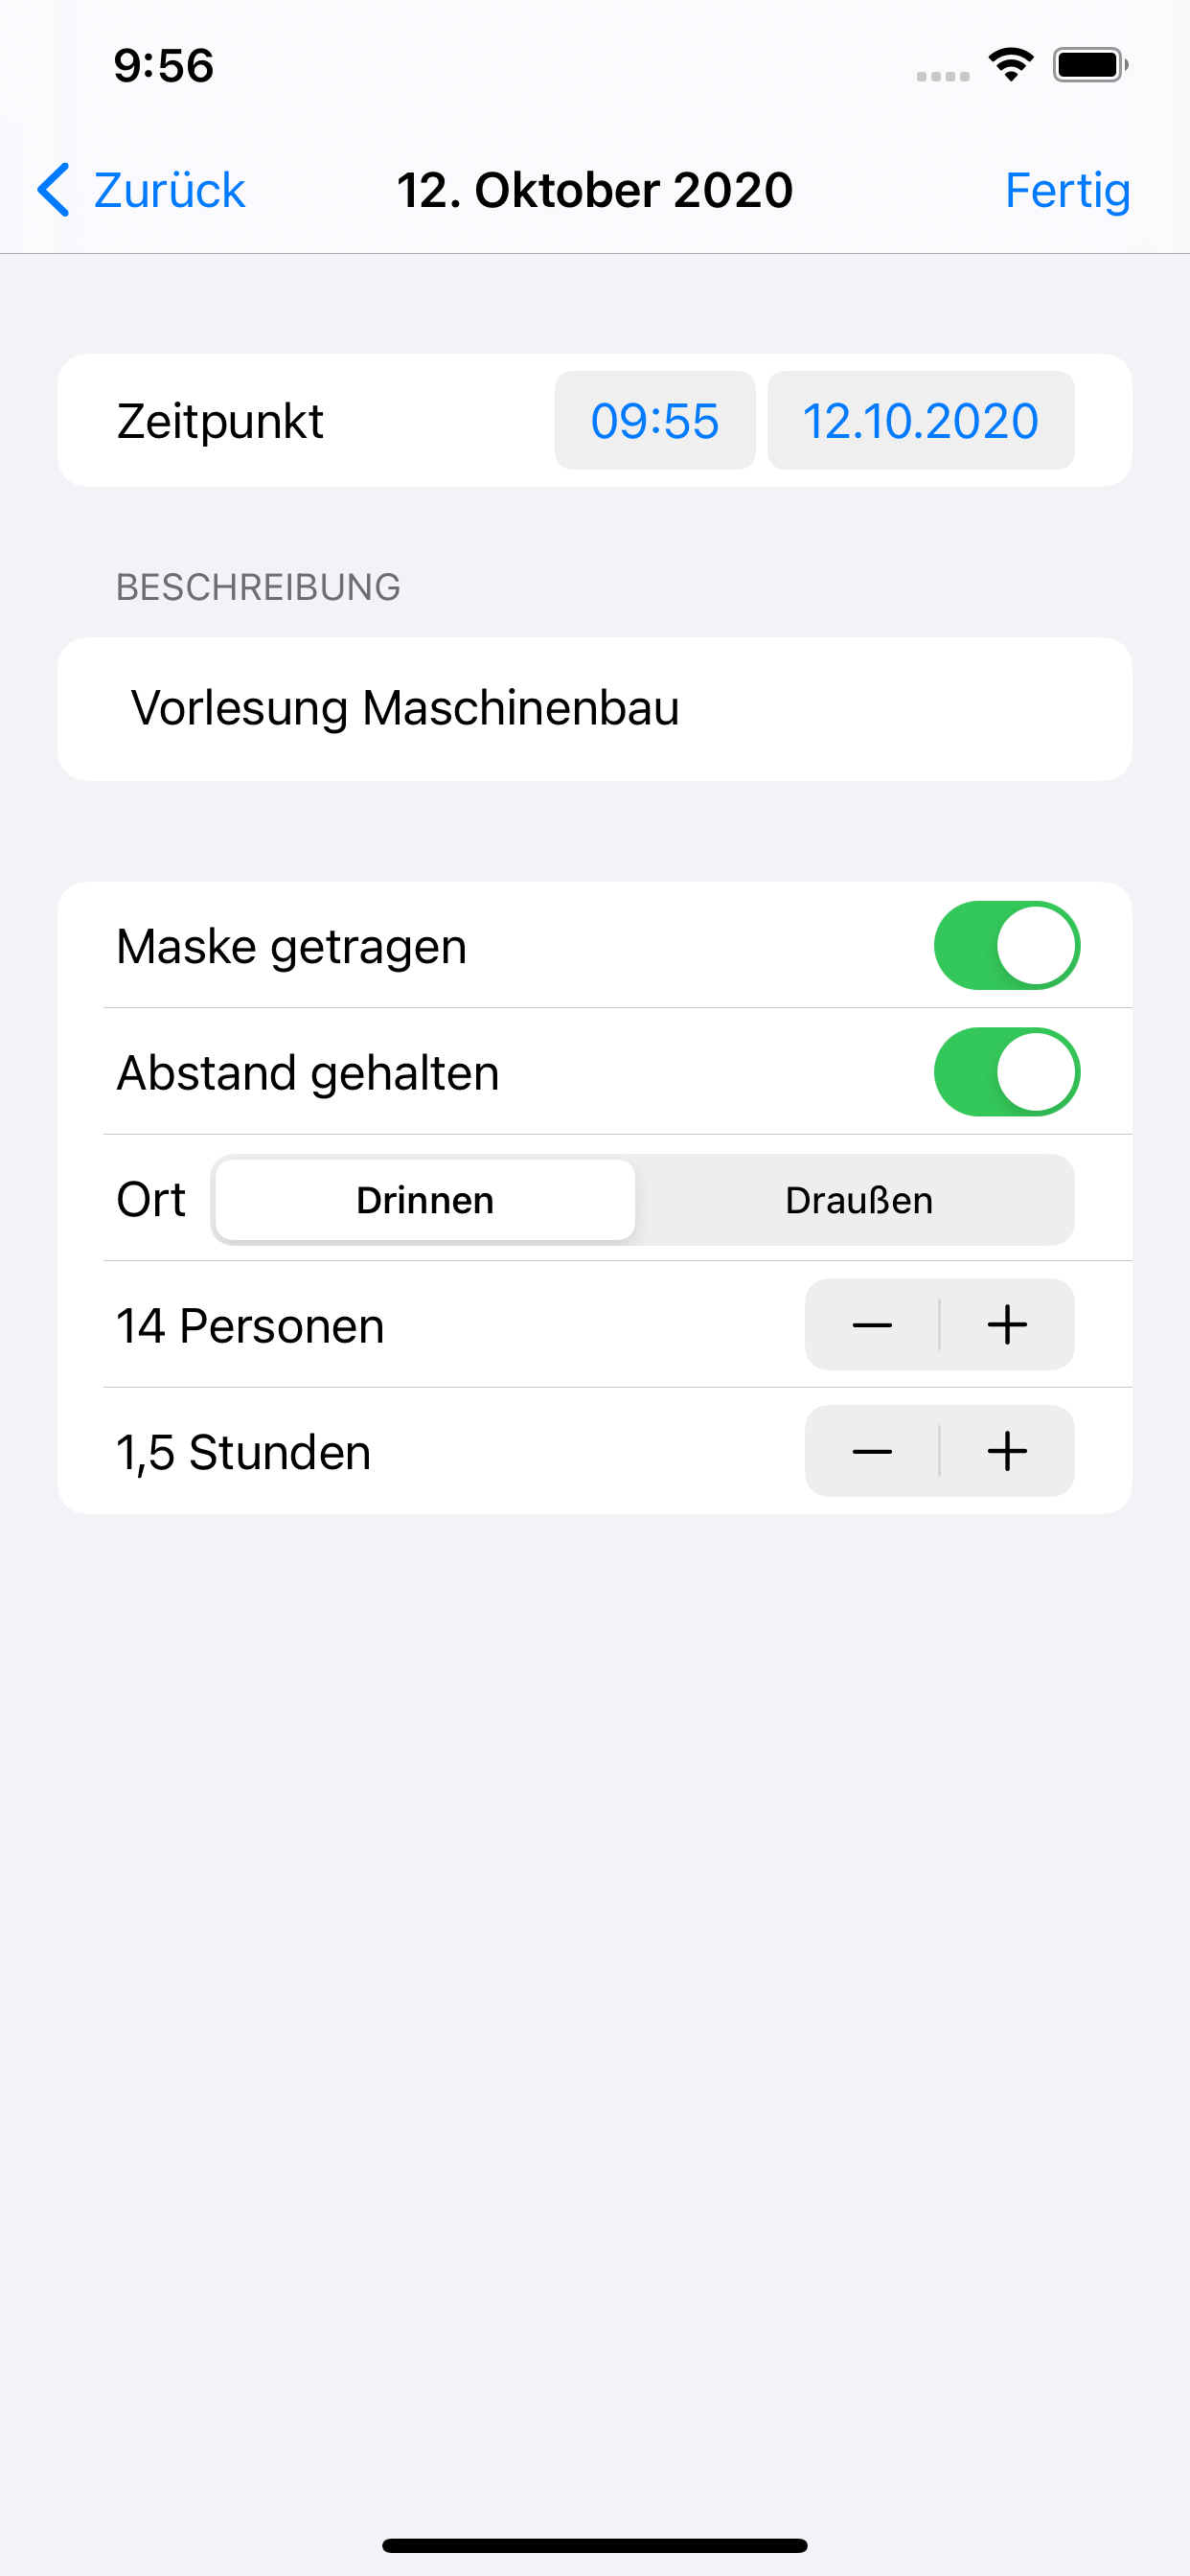 9:56
Zurück 12. Oktober 2020 Fertig
Zeitpunkt 09:55 12.10.2020
BESCHREIBUNG
Vorlesung Maschinenbau
Maske getragen
Abstand gehalten
Ort Drinnen Draußen
14 Personen
1,5 Stunden